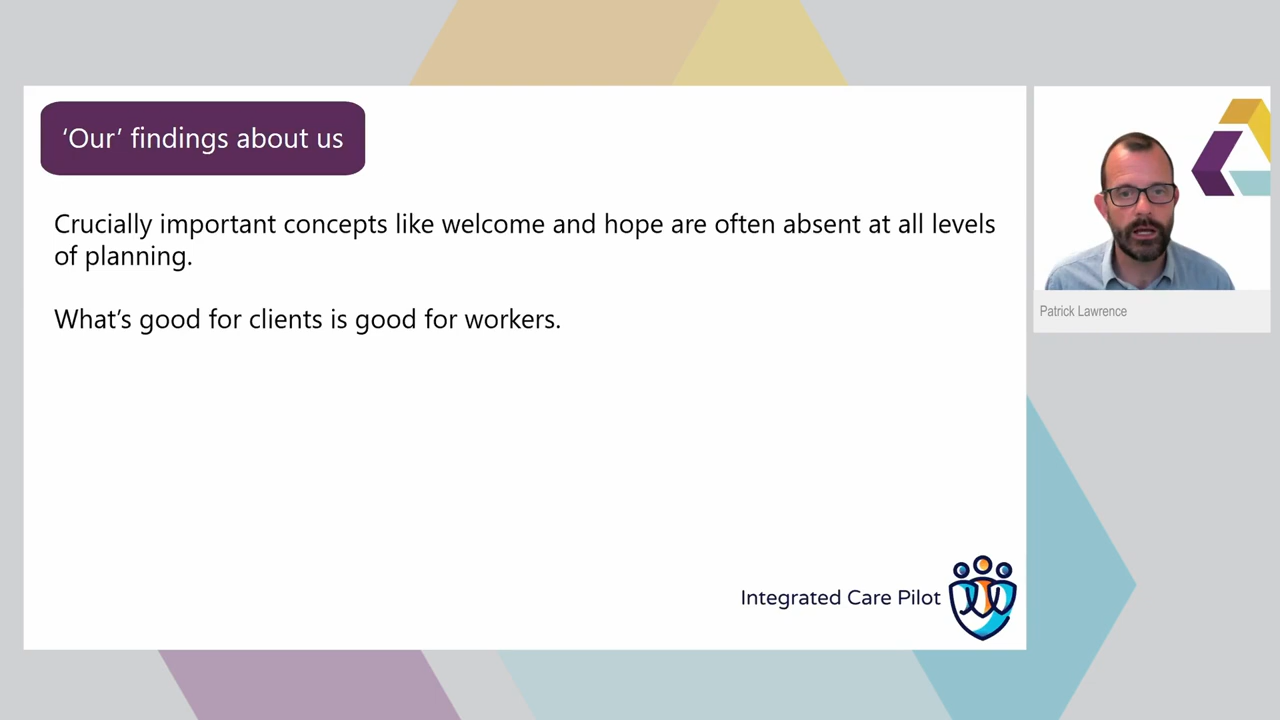 ‘Our’ findings about us
Crucially important concepts like welcome and hope are often absent at all levels
of planning.
What’s good for clients is good for workers.
Integrated Care Pilot
Patrick Lawrence